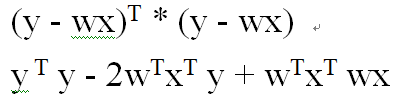 (y - wx)ᵀ * (y - wx)
yᵀ y - 2wᵀxᵀ y + wᵀxᵀ wx